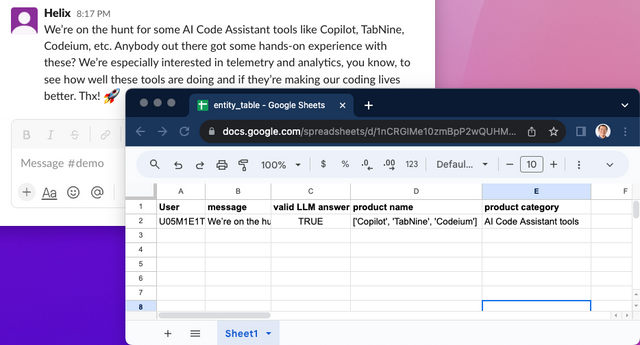 Helix 8:17 PM
We're on the hunt for some AI Code Assistant tools like Copilot, TabNine,
Codeium, etc. Anybody out there got some hands-on experience with
these? We're especially interested in telemetry and analytics, you know, to
see how well these tools are doing and if they're making our coding lives
better. Thx! 🚀
B I S
Message #demo
+ Aa @
entity_table - Google Sheets × +
docs.google.com/spreadsheets/d/1nCRGIMe10zmBpP2wQUHM...
100% $ % .0 .00 123 Defaul... − 10 +
A B C D E F
1 User message valid LLM answer product name product category
2 U05M1E1T We're on the hu TRUE ['Copilot', 'TabNine', 'Codeium'] AI Code Assistant tools
3
4
5
6
7
8
+ Sheet1